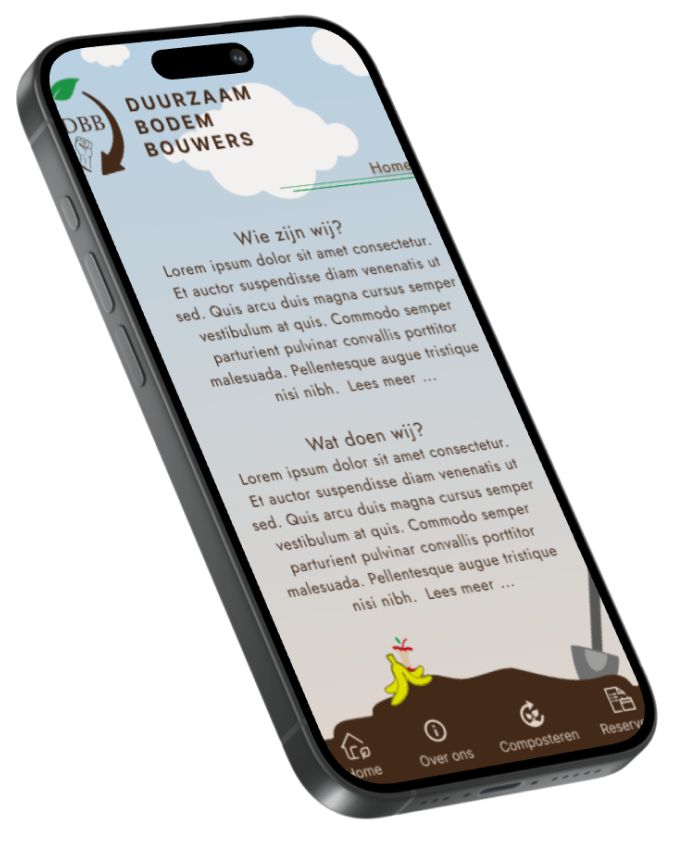 DBB
DUURZAAM
BODEM
BOUWERS
Home
Wie zijn wij?
Lorem ipsum dolor sit amet consectetur.
Et auctor suspendisse diam venenatis ut
sed. Quis arcu duis magna cursus semper
vestibulum at quis. Commodo semper
parturient pulvinar convallis porttitor
malesuada. Pellentesque augue tristique
nisi nibh. Lees meer ...
Wat doen wij?
Lorem ipsum dolor sit amet consectetur.
Et auctor suspendisse diam venenatis ut
sed. Quis arcu duis magna cursus semper
vestibulum at quis. Commodo semper
parturient pulvinar convallis porttitor
malesuada. Pellentesque augue tristique
nisi nibh. Lees meer ...
Home
Over ons
Composteren
Reserv